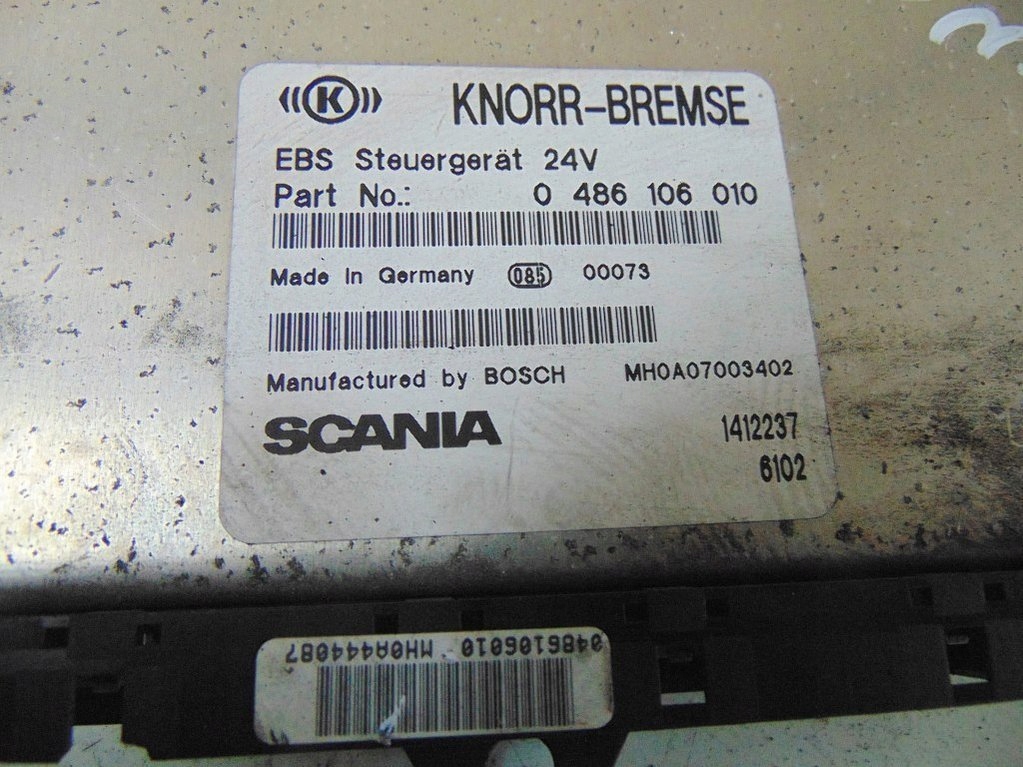 K KNORR-BREMSE
EBS Steuergerät 24V
Part No.: 0 486 106 010
Made In Germany 085 00073
Manufactured by BOSCH MH0A07003402
SCANIA 1412237
6102
0486106010 MH0A444087